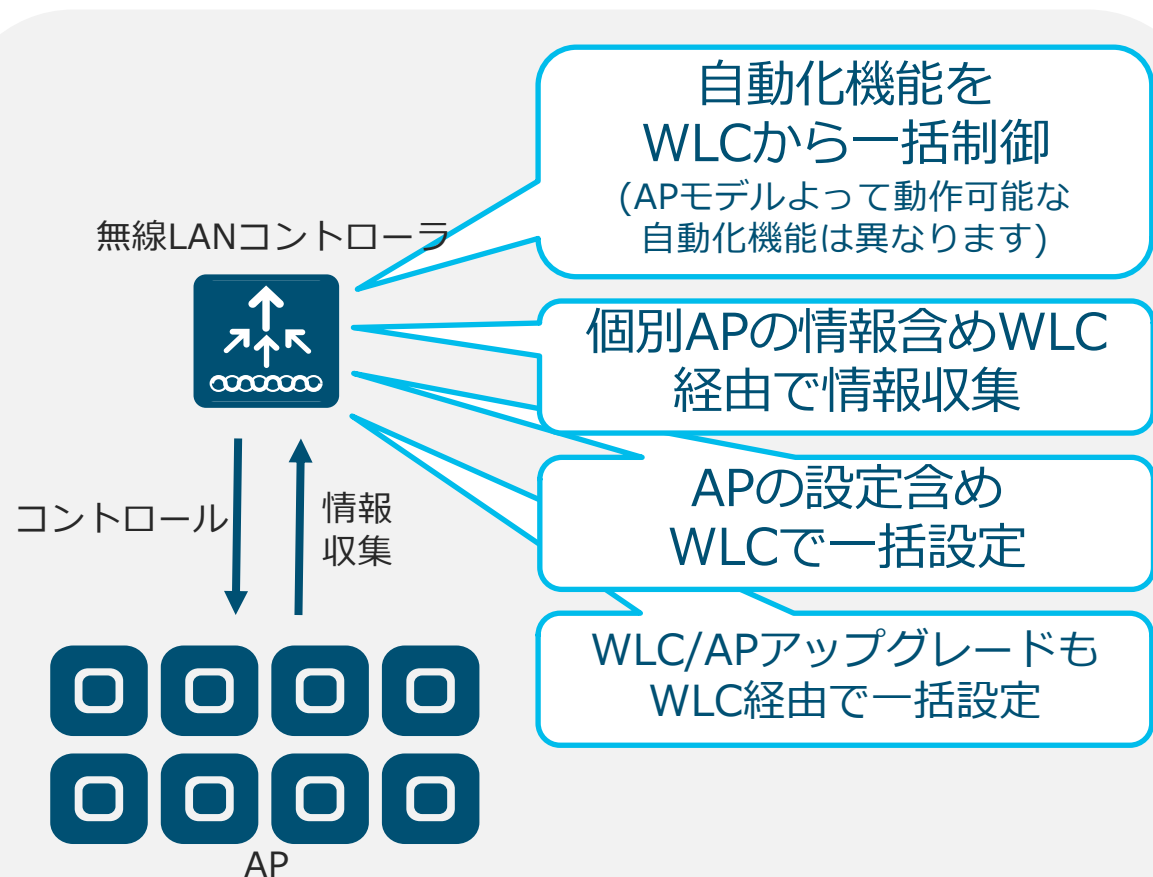 自動化機能を
WLCから一括制御
(APモデルよって動作可能な
自動化機能は異なります)
無線LANコントローラ
個別APの情報含めWLC
経由で情報収集
APの設定含め
WLCで一括設定
コントロール
情報
収集
WLC/APアップグレードも
WLC経由で一括設定
AP